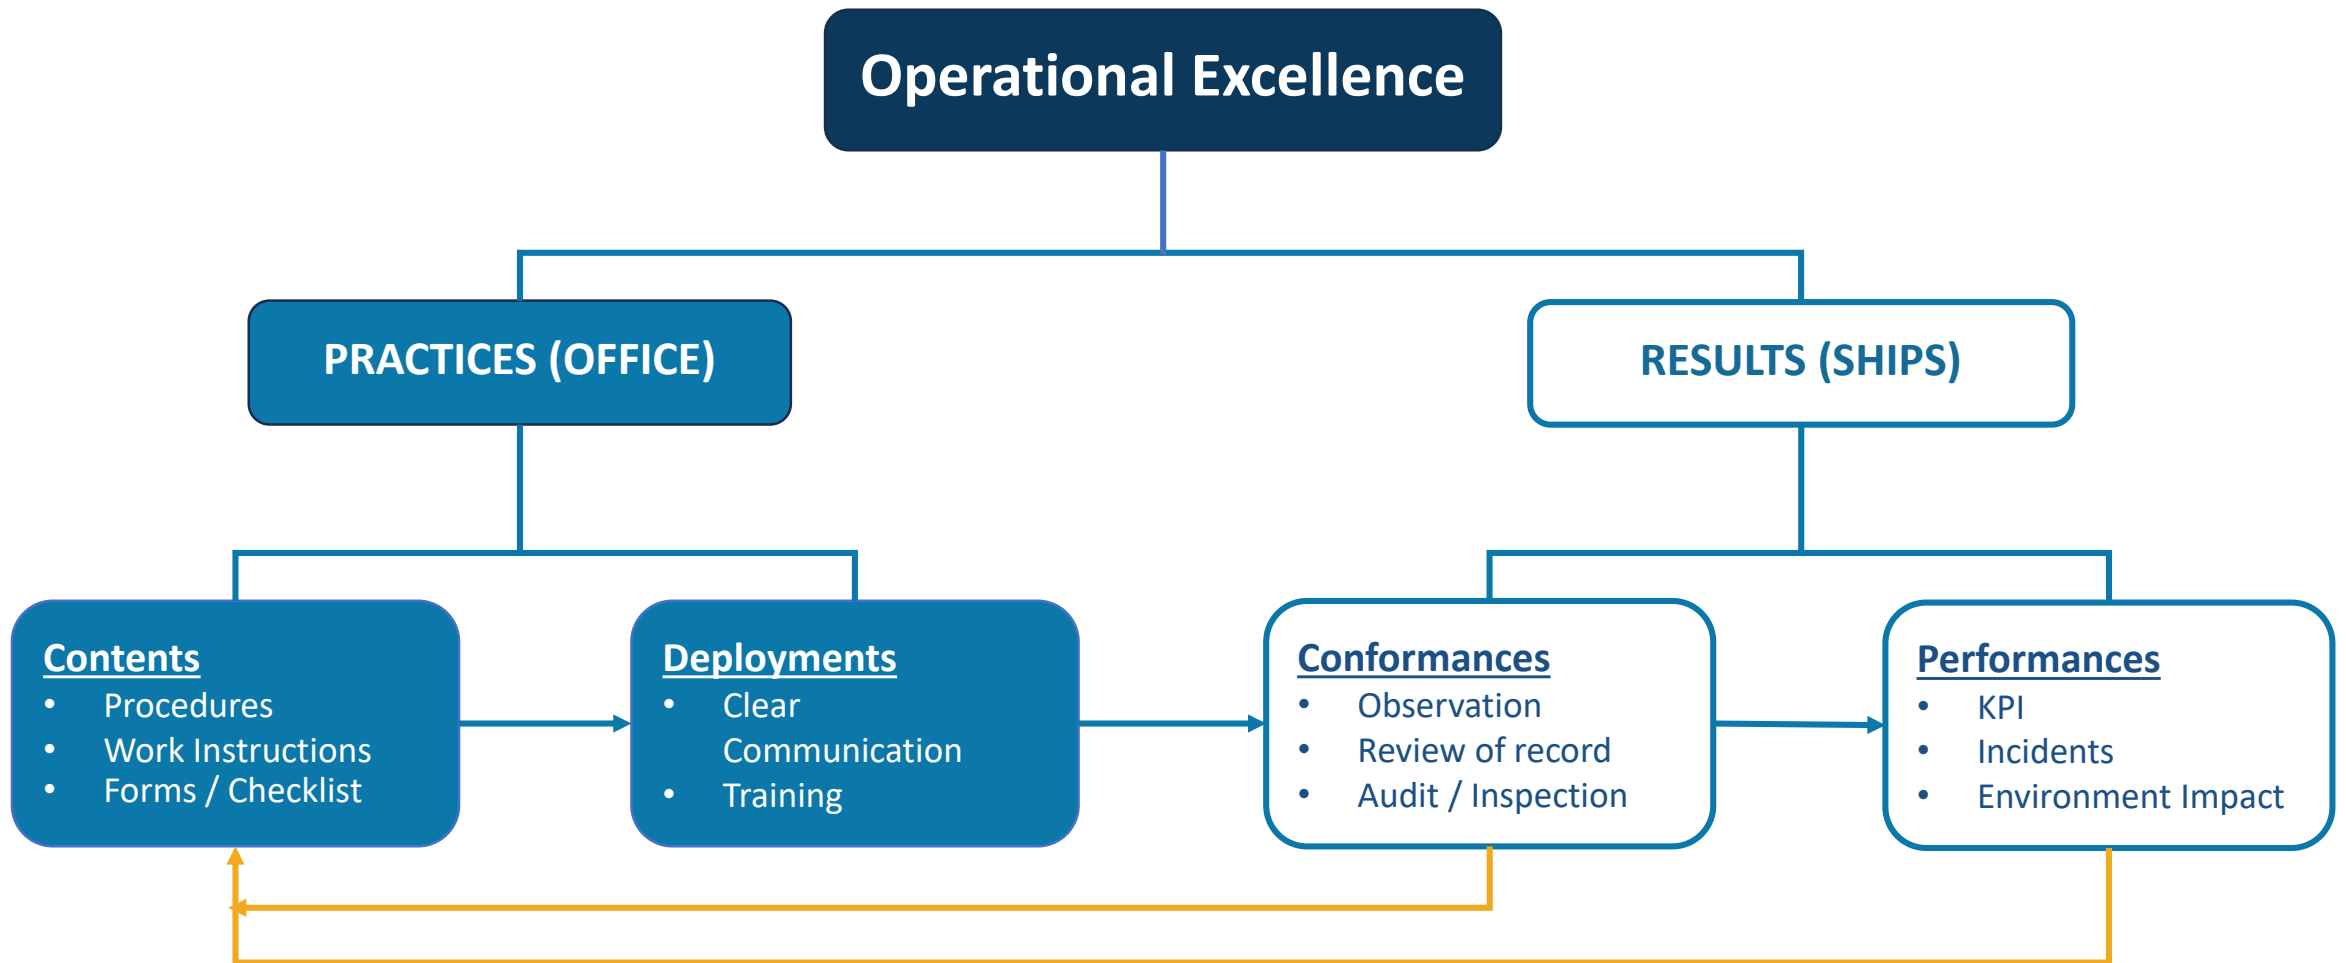 Operational Excellence
PRACTICES (OFFICE)
RESULTS (SHIPS)
Contents
• Procedures
• Work Instructions
• Forms / Checklist
Deployments
• Clear
Communication
• Training
Conformances
• Observation
• Review of record
• Audit / Inspection
Performances
• KPI
• Incidents
• Environment Impact